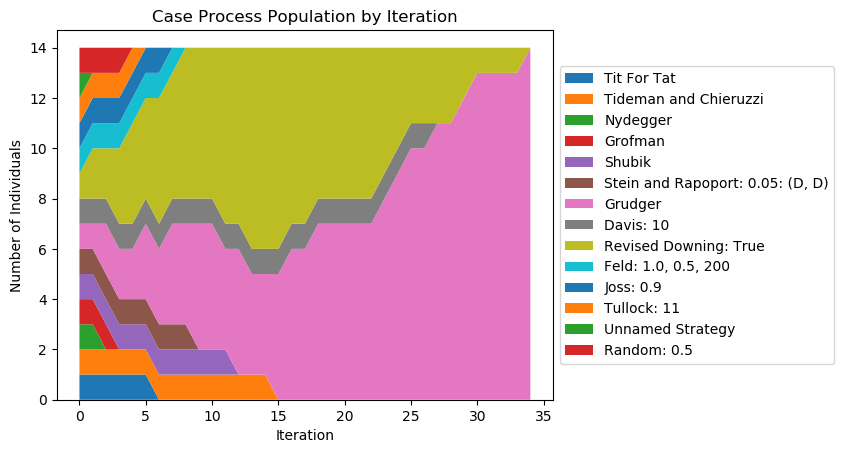 Case Process Population by Iteration
Number of Individuals
14
12
10
8
6
4
2
0
0 5 10 15 20 25 30 35
Iteration
Tit For Tat
Tideman and Chieruzzi
Nydegger
Grofman
Shubik
Stein and Rapoport: 0.05: (D, D)
Grudger
Davis: 10
Revised Downing: True
Feld: 1.0, 0.5, 200
Joss: 0.9
Tullock: 11
Unnamed Strategy
Random: 0.5